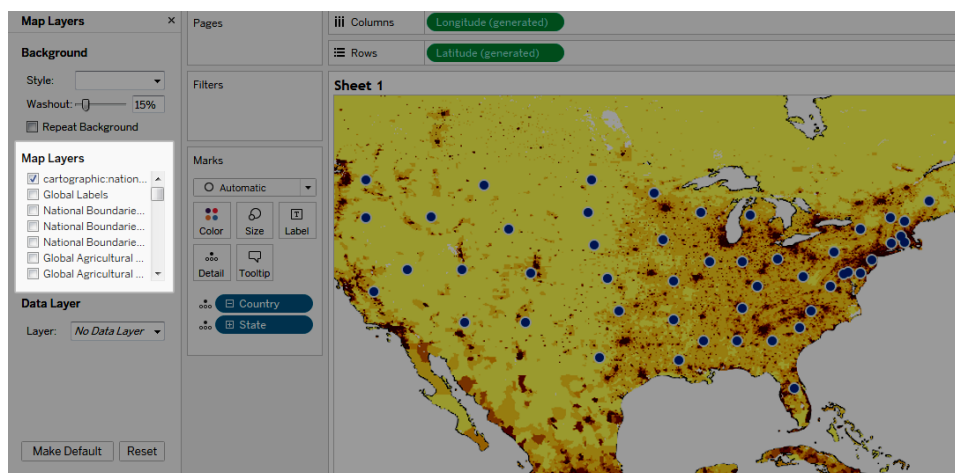 Map Layers
Background
Style:
Washout: 15%
Repeat Background
Map Layers
cartographic:nation...
Global Labels
National Boundarie...
National Boundarie...
National Boundarie...
Global Agricultural ...
Global Agricultural ...
Data Layer
Layer: No Data Layer
Make Default Reset
Pages
Filters
Marks
Automatic
Color Size Label
Detail Tooltip
Country
State
Columns Longitude (generated)
Rows Latitude (generated)
Sheet 1